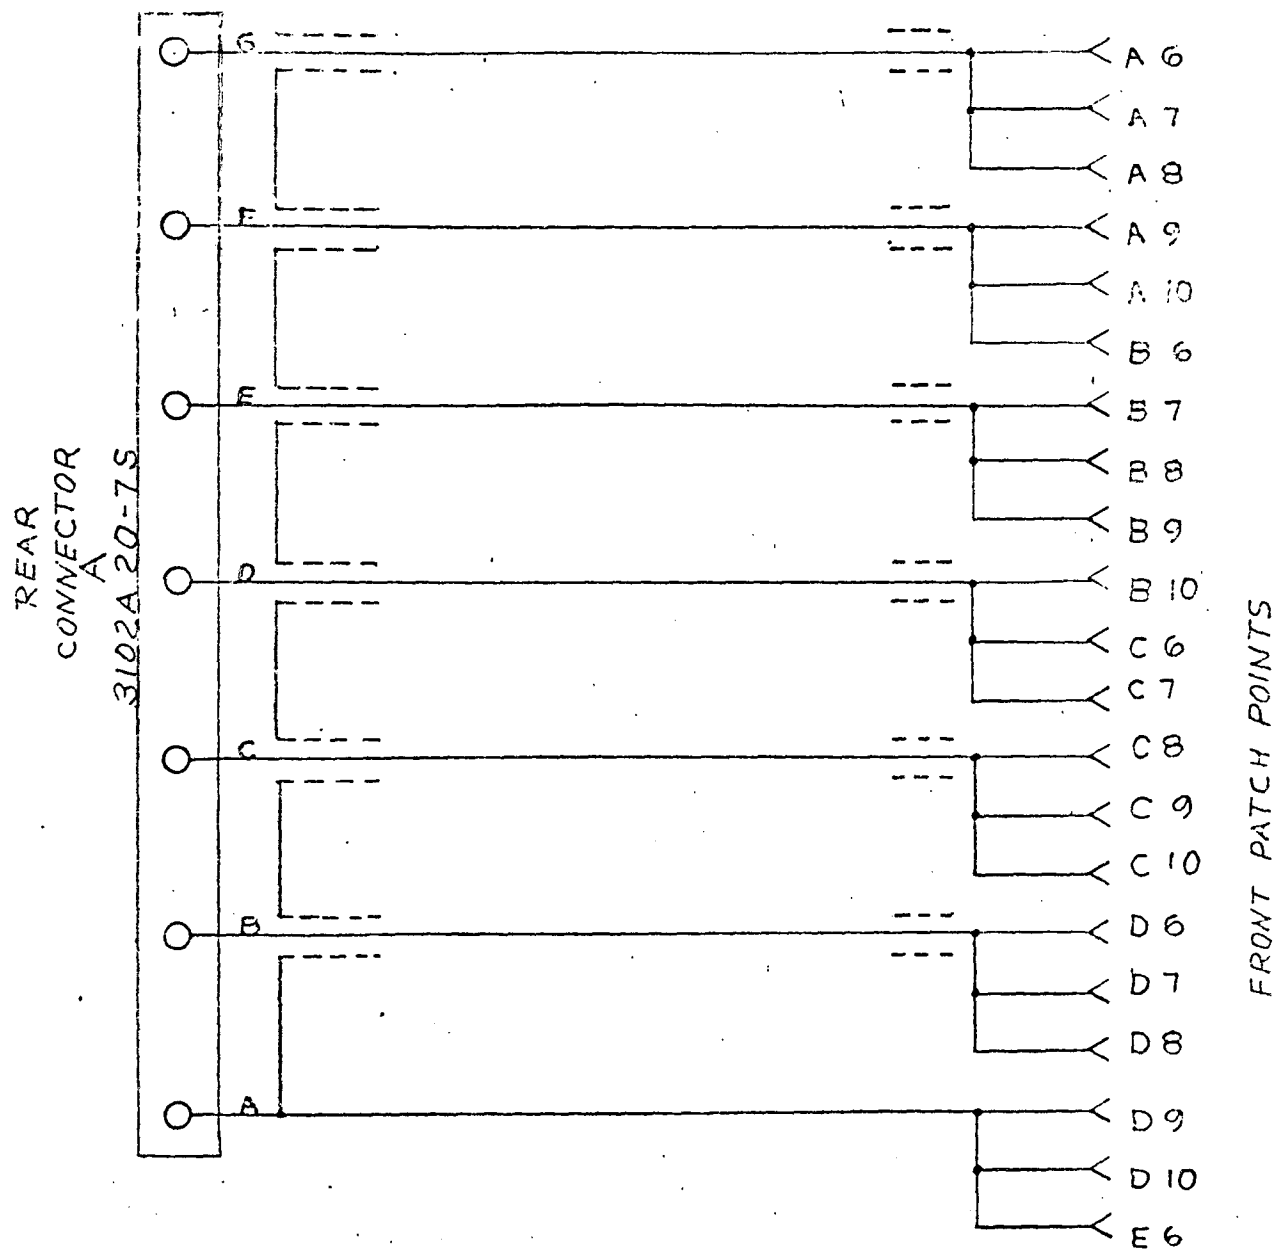 REAR
CONNECTOR
A
3102A 20-7S
G
F
E
D
C
B
A
A 6
A 7
A 8
A 9
A 10
B 6
B 7
B 8
B 9
B 10
C 6
C 7
C 8
C 9
C 10
D 6
D 7
D 8
D 9
D 10
E 6
FRONT PATCH POINTS